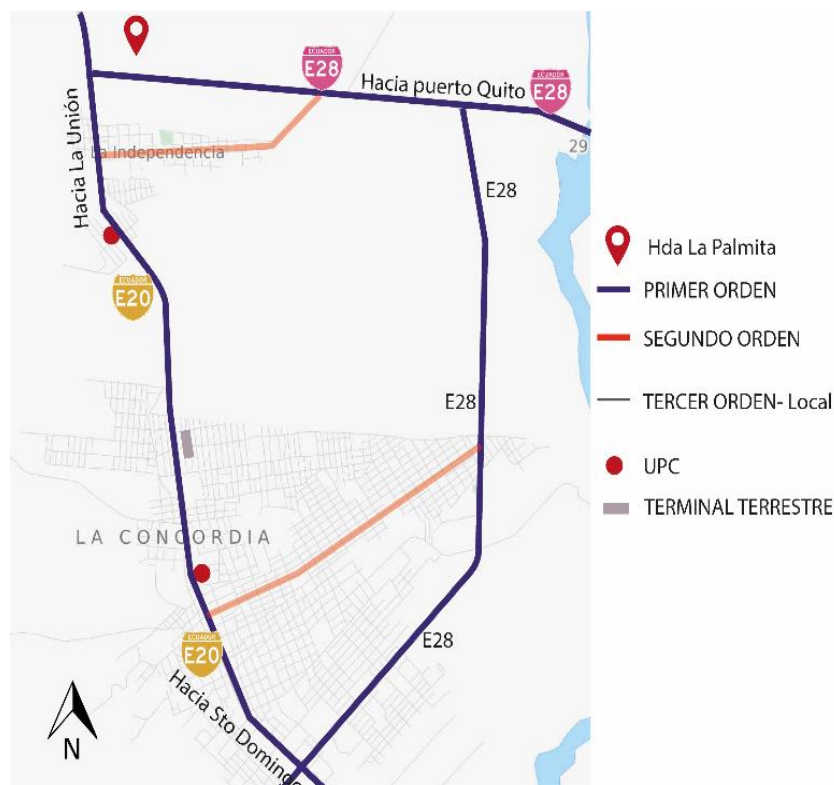 ECUADOR
E28
Hacia puerto Quito
ECUADOR
E28
Hacia La Unión
La Independencia
29
E28
ECUADOR
E20
E28
LA CONCORDIA
E28
ECUADOR
E20
Hacia Sto Domingo
N
Hda La Palmita
PRIMER ORDEN
SEGUNDO ORDEN
TERCER ORDEN- Local
UPC
TERMINAL TERRESTRE